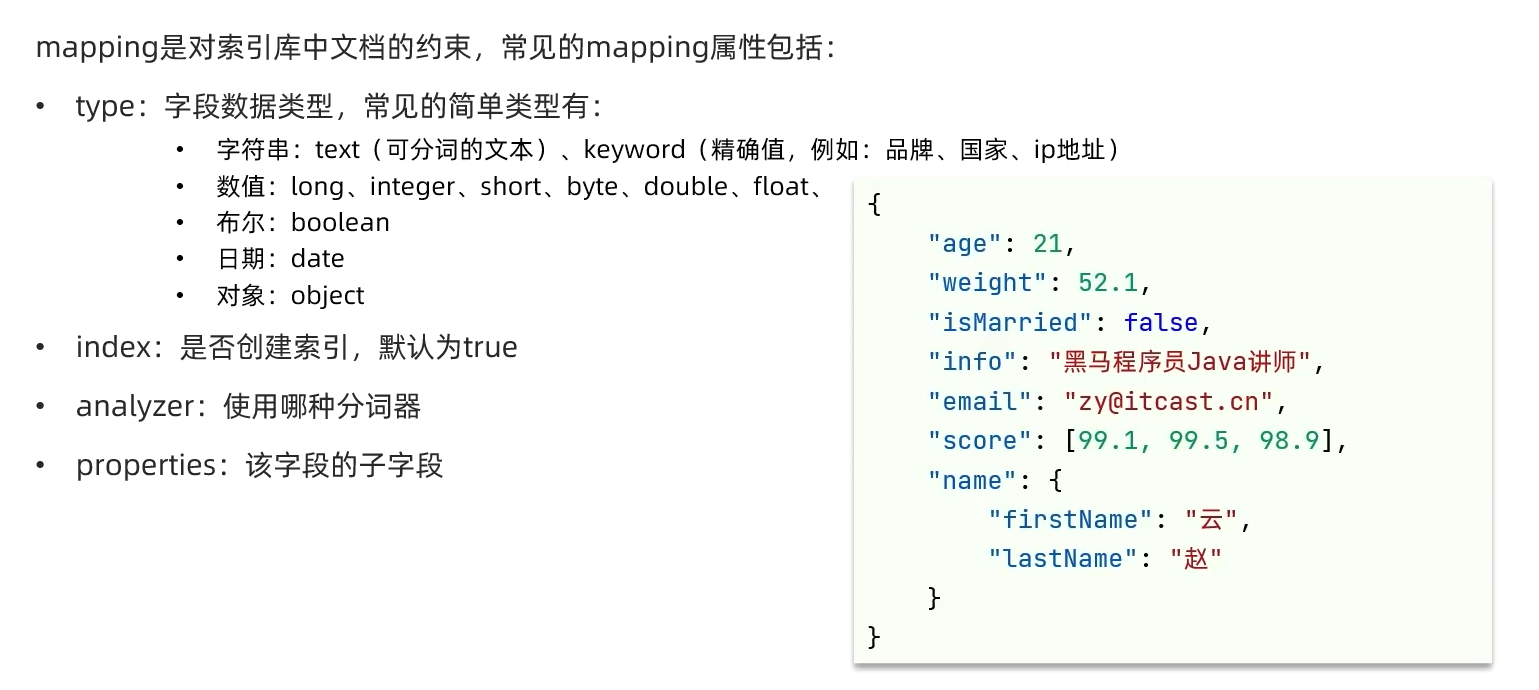 mapping是对索引库中文档的约束，常见的mapping属性包括：
• type：字段数据类型，常见的简单类型有：
• 字符串：text（可分词的文本）、keyword（精确值，例如：品牌、国家、ip地址）
• 数值：long、integer、short、byte、double、float、
• 布尔：boolean
• 日期：date
• 对象：object
• index：是否创建索引，默认为true
• analyzer：使用哪种分词器
• properties：该字段的子字段
{
"age": 21,
"weight": 52.1,
"isMarried": false,
"info": "黑马程序员Java讲师",
"email": "zy@itcast.cn",
"score": [99.1, 99.5, 98.9],
"name": {
"firstName": "云",
"lastName": "赵"
}
}